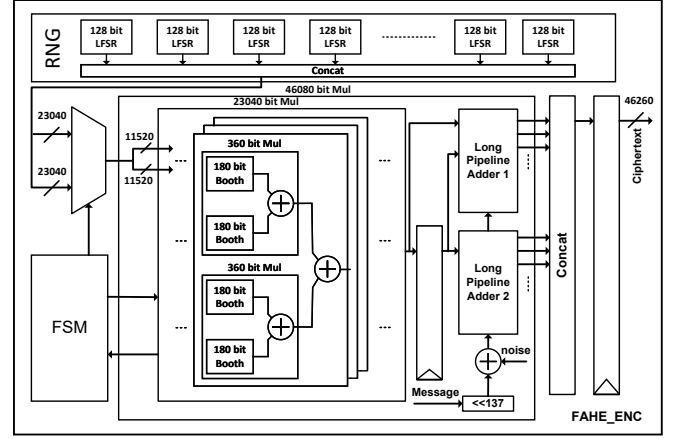 RNG
128 bit
LFSR
128 bit
LFSR
128 bit
LFSR
128 bit
LFSR
128 bit
LFSR
128 bit
LFSR
Concat
46080 bit Mul
23040 bit Mul
23040
23040
11520
11520
FSM
360 bit Mul
180 bit
Booth
180 bit
Booth
360 bit Mul
180 bit
Booth
180 bit
Booth
Long
Pipeline
Adder 1
Long
Pipeline
Adder 2
noise
Message
<<137
Concat
46260
Ciphertext
FAHE_ENC